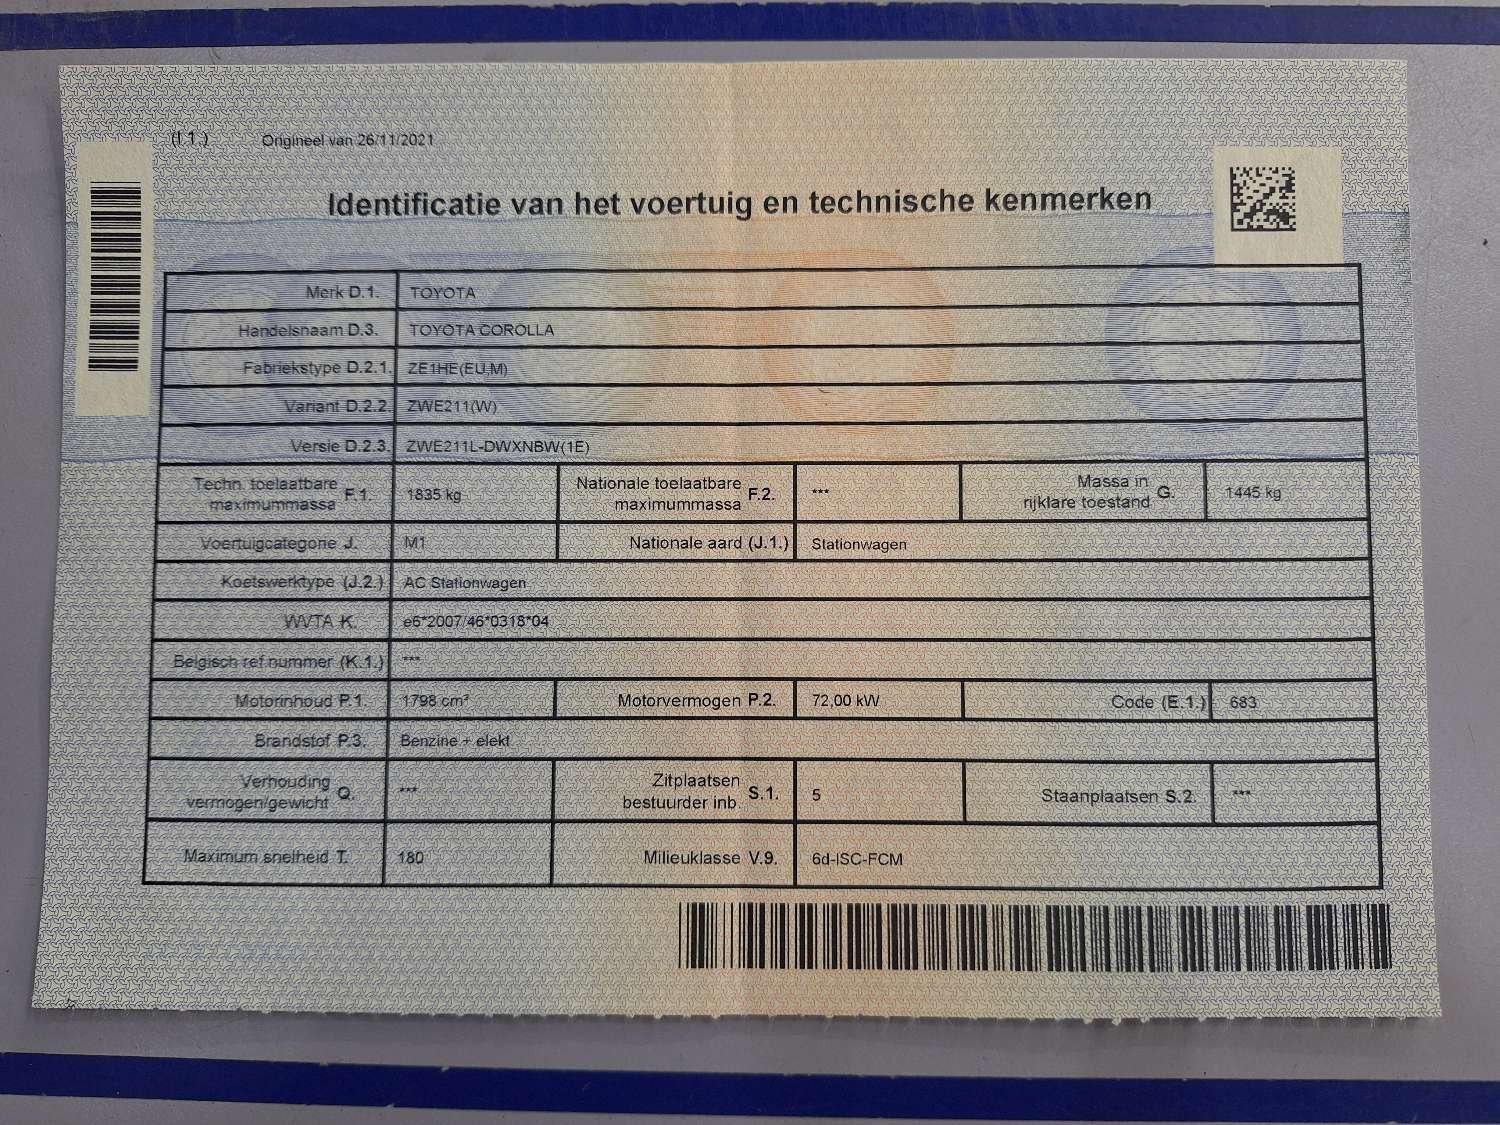 (I.1.) Origineel van 26/11/2021
Identificatie van het voertuig en technische kenmerken
Merk D.1. TOYOTA
Handelsnaam D.3. TOYOTA COROLLA
Fabriekstype D.2.1. ZE1HE(EU,M)
Variant D.2.2. ZWE211(W)
Versie D.2.3. ZWE211L-DWXNBW(1E)
Techn. toelaatbare
maximummassa F.1. 1835 kg
Nationale toelaatbare
maximummassa F.2. ***
Massa in
rijklare toestand G. 1445 kg
Voertuigcategorie J. M1 Nationale aard (J.1.) Stationwagen
Koetswerktype (J.2.) AC Stationwagen
WVTA K. e6*2007/46*0318*04
Belgisch ref.nummer (K.1.) ***
Motorinhoud P.1. 1798 cm³ Motorvermogen P.2. 72,00 kW Code (E.1.) 683
Brandstof P.3. Benzine + elekt
Verhouding
vermogen/gewicht Q. ***
Zitplaatsen
bestuurder inb. S.1. 5
Staanplaatsen S.2. ***
Maximum snelheid T. 180 Milieuklasse V.9. 6d-ISC-FCM